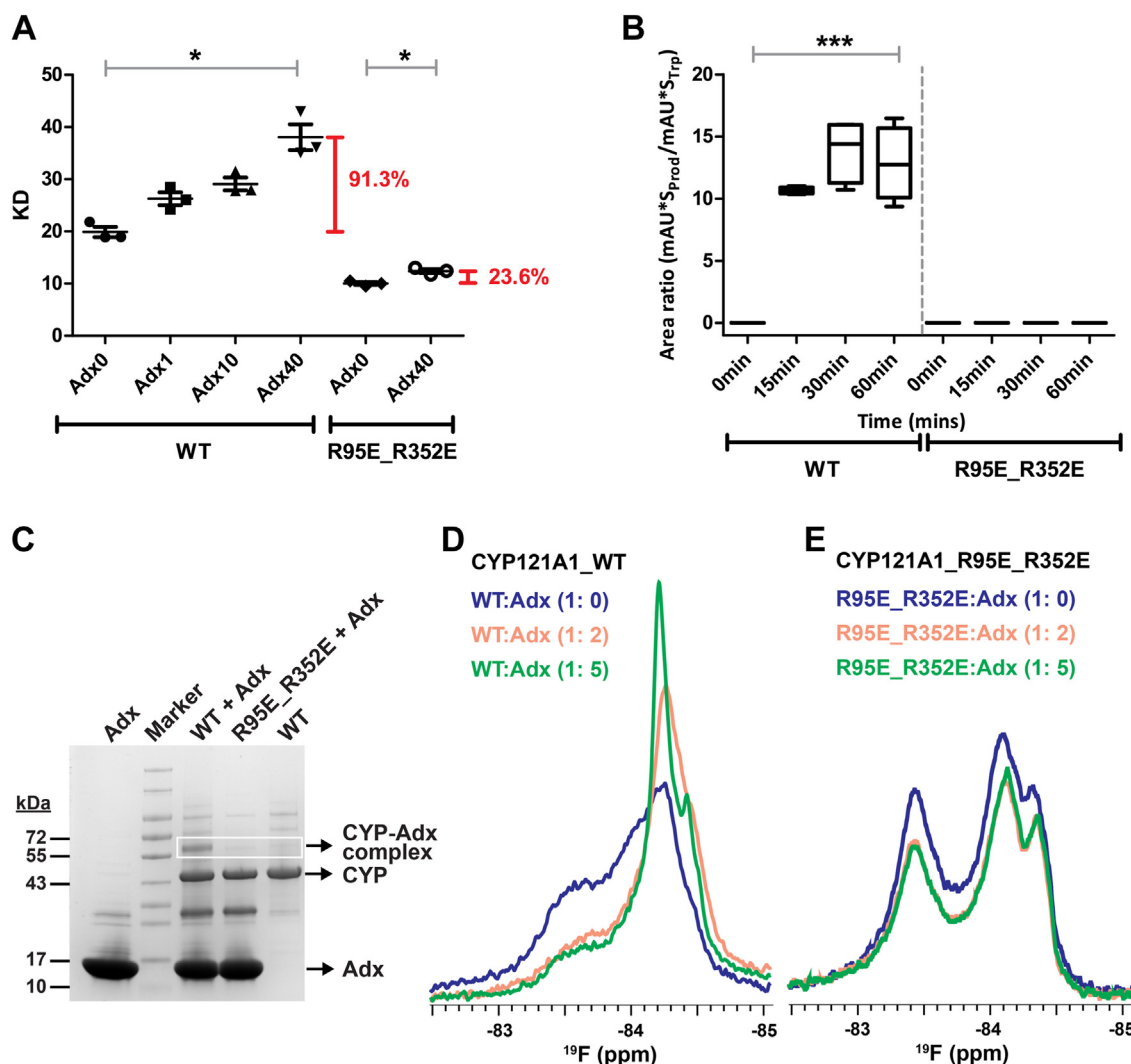 A
*
*
50
40
30
20
10
0
KD
91.3%
23.6%
Adx0
Adx1
Adx10
Adx40
Adx0
Adx40
WT
R95E_R352E
B
***
20
15
10
5
0
Area ratio (mAU*S_Prod/mAU*S_Trp)
0min
15min
30min
60min
0min
15min
30min
60min
Time (mins)
WT
R95E_R352E
C
Adx
Marker
WT + Adx
R95E_R352E + Adx
WT
kDa
72
55
43
17
10
CYP-Adx
complex
CYP
Adx
D
CYP121A1_WT
WT:Adx (1: 0)
WT:Adx (1: 2)
WT:Adx (1: 5)
-83
-84
-85
¹⁹F (ppm)
E
CYP121A1_R95E_R352E
R95E_R352E:Adx (1: 0)
R95E_R352E:Adx (1: 2)
R95E_R352E:Adx (1: 5)
-83
-84
-85
¹⁹F (ppm)